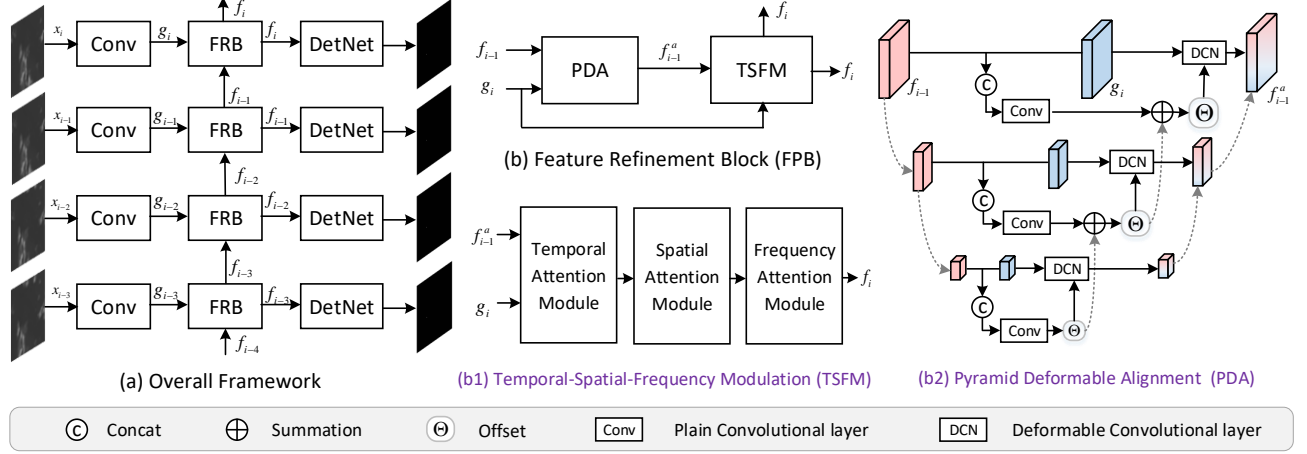 f_i
x_i Conv g_i FRB f_i DetNet
f_{i-1}
x_{i-1} Conv g_{i-1} FRB f_{i-1} DetNet
f_{i-2}
x_{i-2} Conv g_{i-2} FRB f_{i-2} DetNet
f_{i-3}
x_{i-3} Conv g_{i-3} FRB f_{i-3} DetNet
f_{i-4}
(a) Overall Framework
f_i
f_{i-1} PDA f_{i-1}^a TSFM f_i
g_i
(b) Feature Refinement Block (FPB)
f_{i-1}^a
g_i
Temporal
Attention
Module
Spatial
Attention
Module
Frequency
Attention
Module
f_i
(b1) Temporal-Spatial-Frequency Modulation (TSFM)
f_{i-1} C g_i DCN f_{i-1}^a
Conv Θ
DCN
C
Conv Θ
DCN
C
Conv Θ
(b2) Pyramid Deformable Alignment (PDA)
C Concat Summation Θ Offset Conv Plain Convolutional layer DCN Deformable Convolutional layer